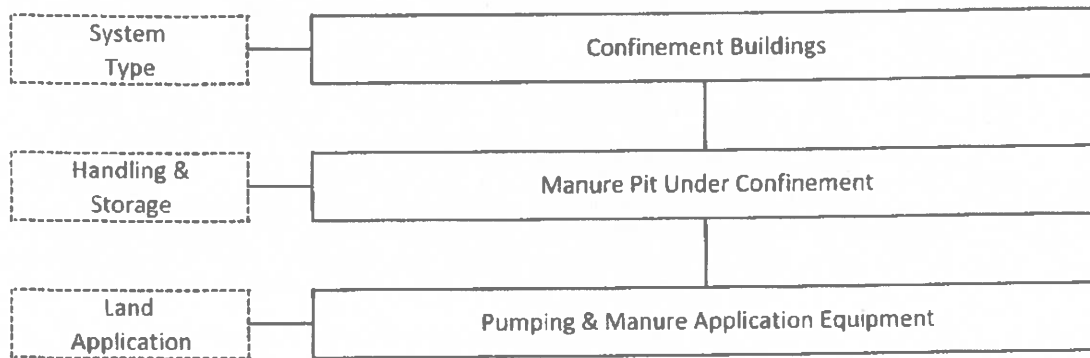 System
Type
Confinement Buildings
Handling &
Storage
Manure Pit Under Confinement
Land
Application
Pumping & Manure Application Equipment